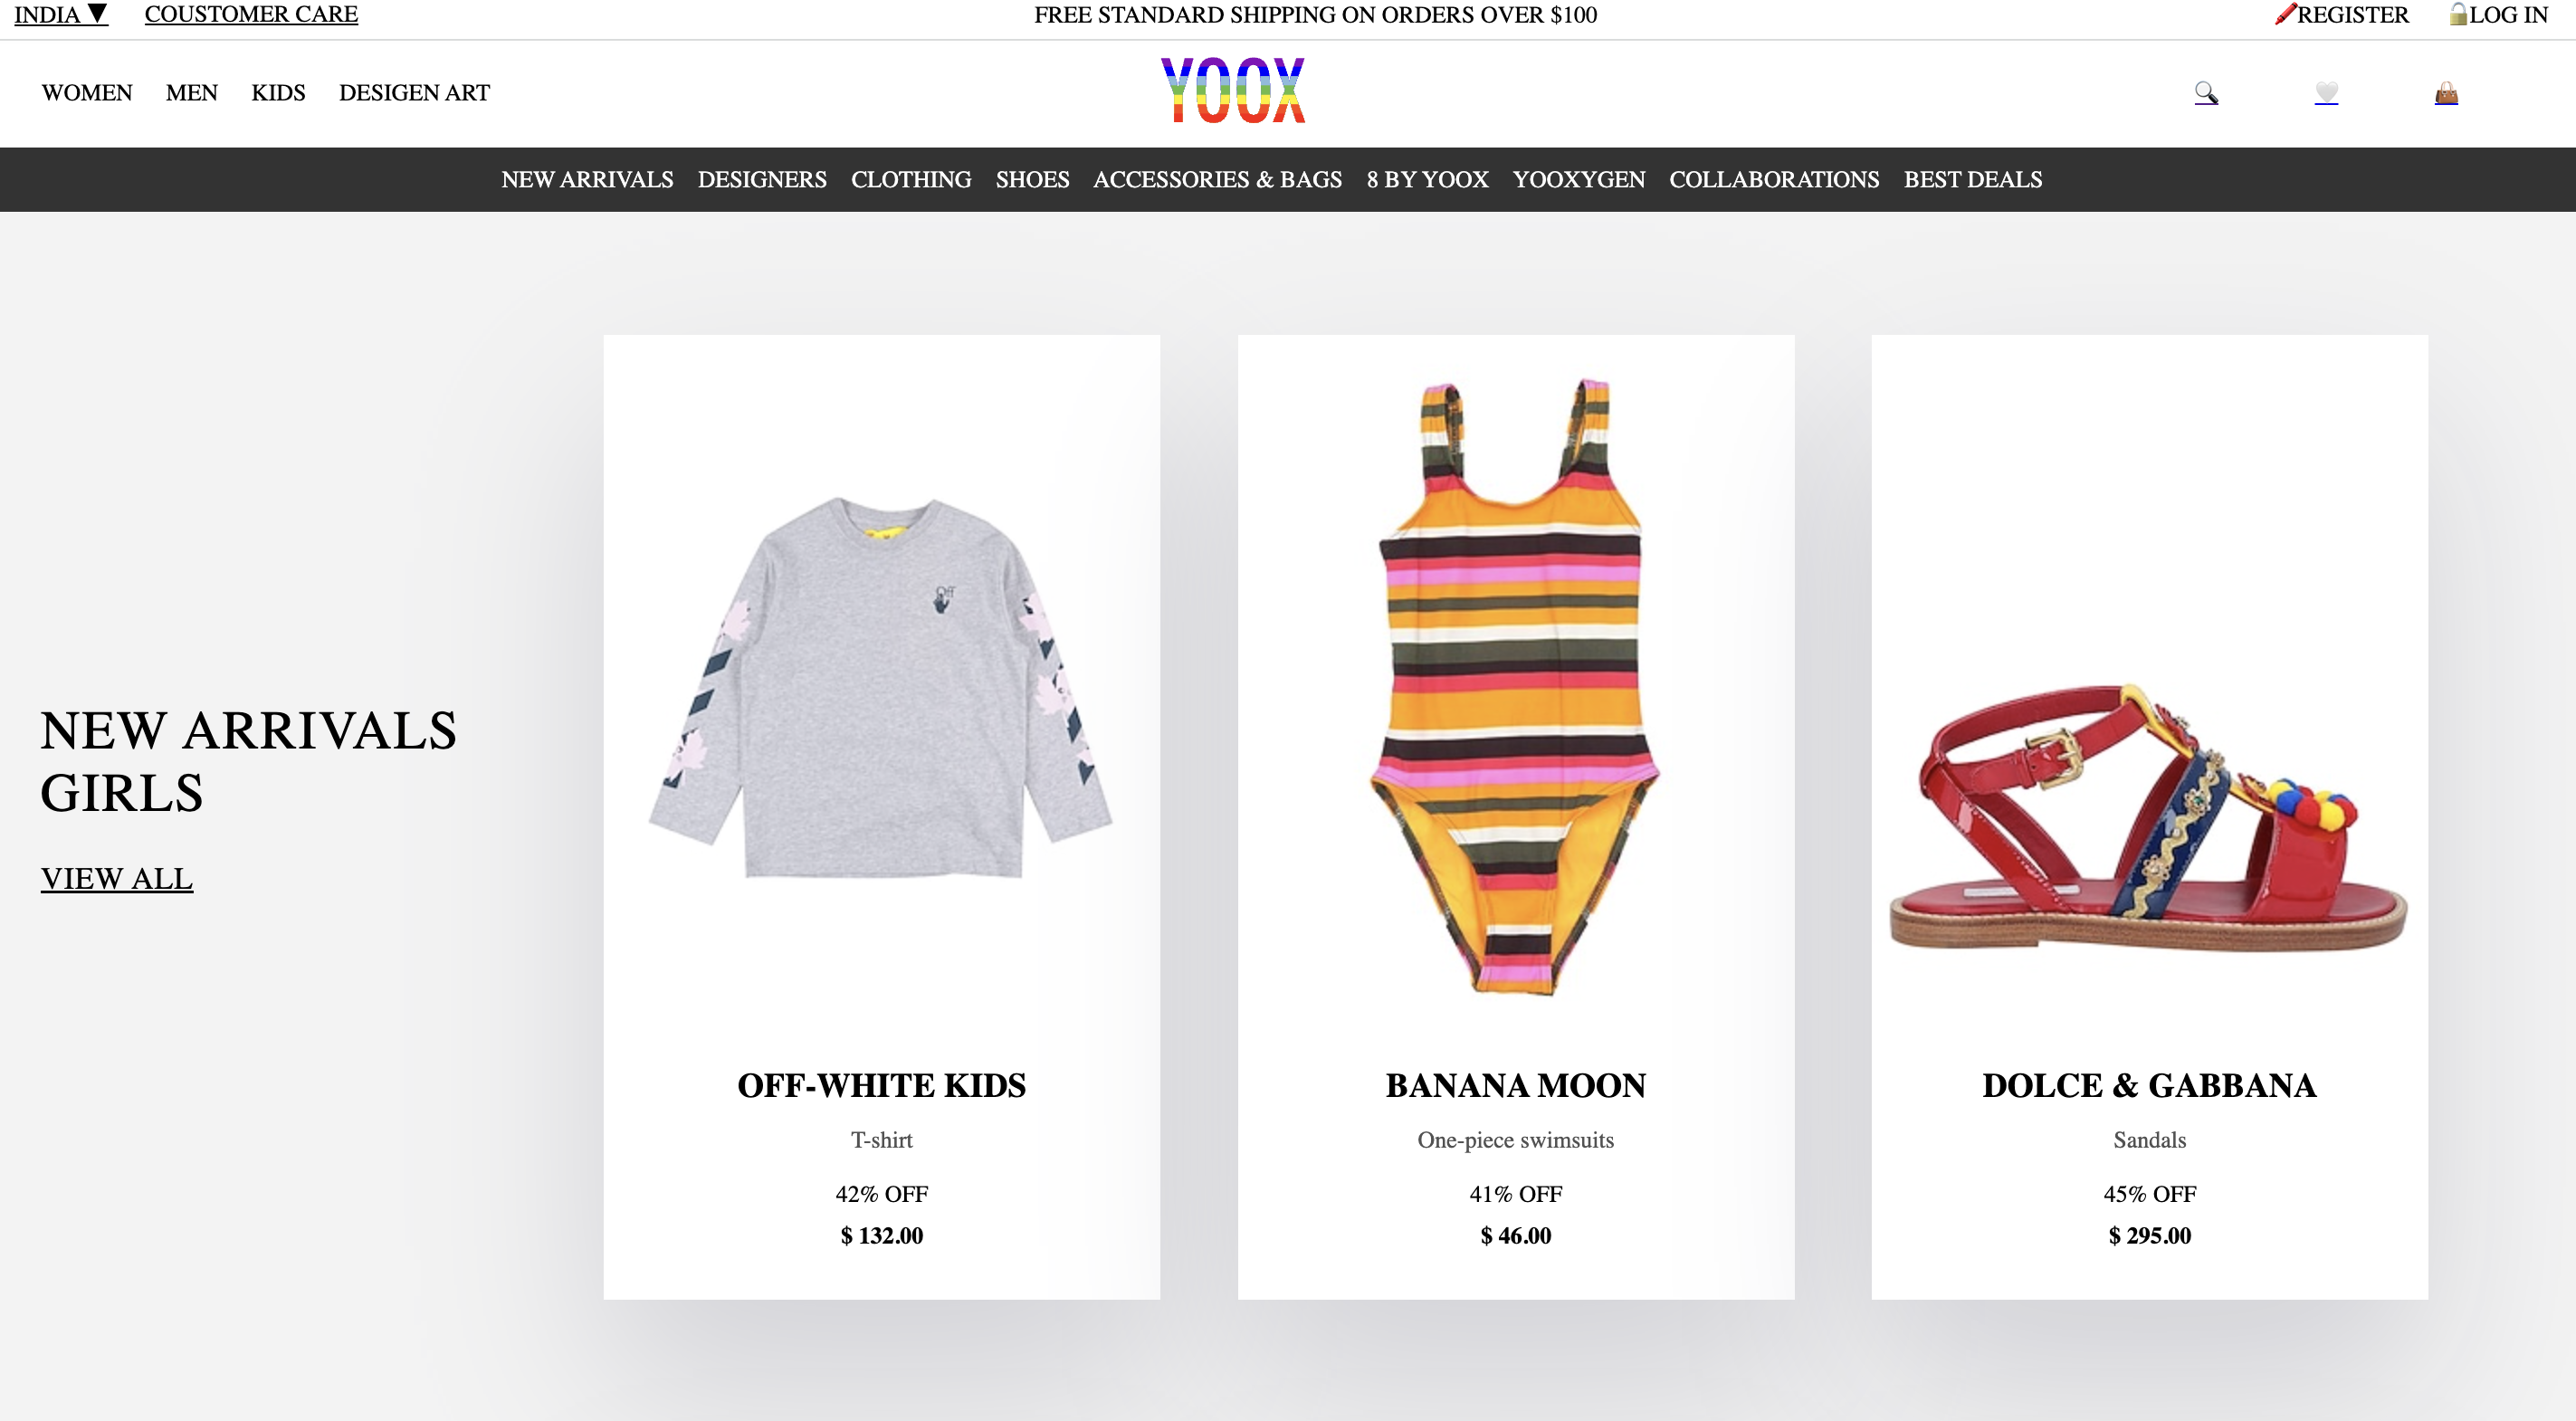 INDIA ▼ COUSTOMER CARE FREE STANDARD SHIPPING ON ORDERS OVER $100 REGISTER LOG IN
WOMEN MEN KIDS DESIGEN ART YOOX
NEW ARRIVALS DESIGNERS CLOTHING SHOES ACCESSORIES & BAGS 8 BY YOOX YOOXYGEN COLLABORATIONS BEST DEALS
NEW ARRIVALS
GIRLS
VIEW ALL
Off
OFF-WHITE KIDS
T-shirt
42% OFF
$ 132.00
BANANA MOON
One-piece swimsuits
41% OFF
$ 46.00
DOLCE & GABBANA
Sandals
45% OFF
$ 295.00